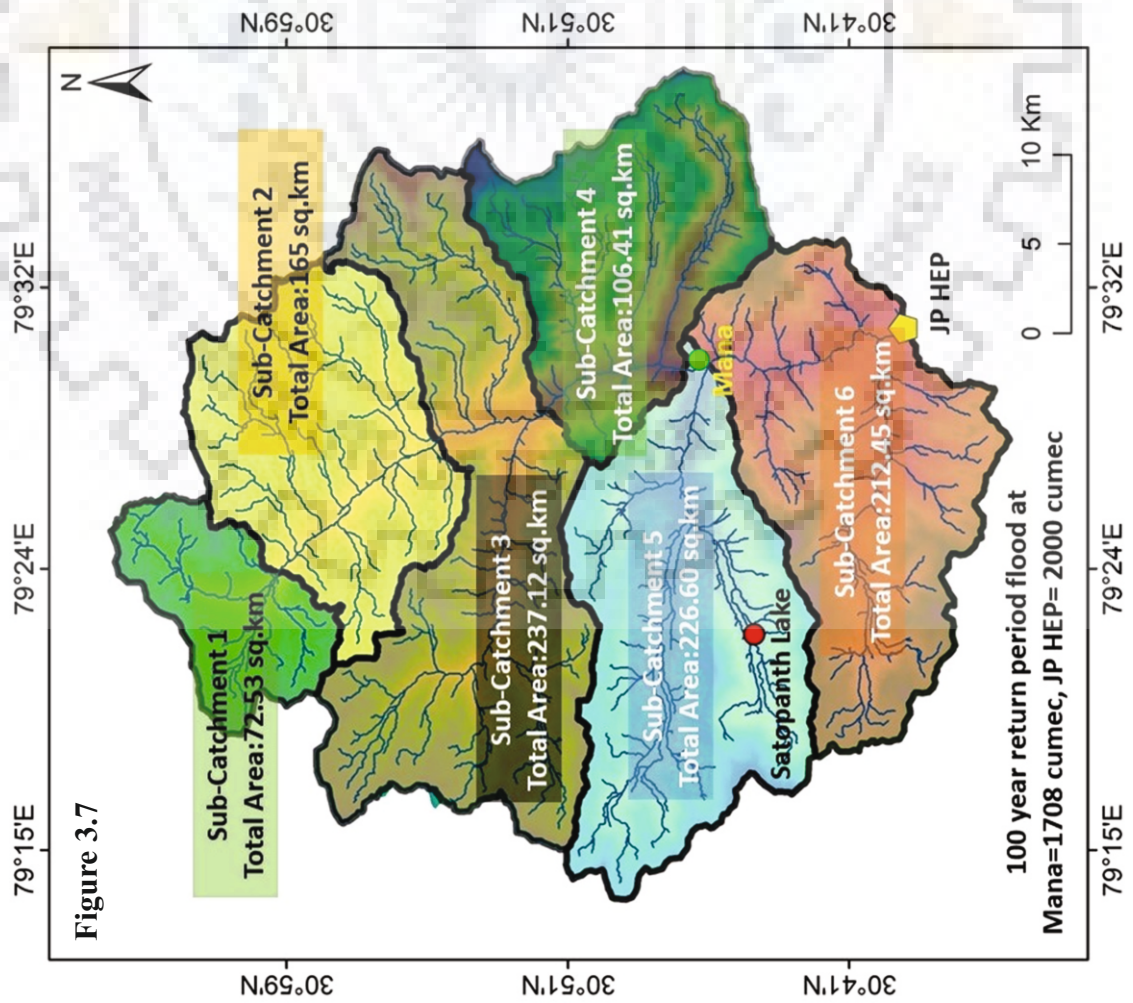 Figure 3.7
N
79°15'E
79°24'E
79°32'E
30°59'N
30°51'N
30°41'N
30°59'N
30°51'N
30°41'N
Sub-Catchment 1
Total Area:72.53 sq.km
Sub-Catchment 2
Total Area:165 sq.km
Sub-Catchment 3
Total Area:237.12 sq.km
Sub-Catchment 4
Total Area:106.41 sq.km
Sub-Catchment 5
Total Area:226.60 sq.km
Mana
Satopanth Lake
Sub-Catchment 6
Total Area:212.45 sq.km
JP HEP
100 year return period flood at
Mana=1708 cumec, JP HEP= 2000 cumec
0 5 10 Km
79°15'E
79°24'E
79°32'E